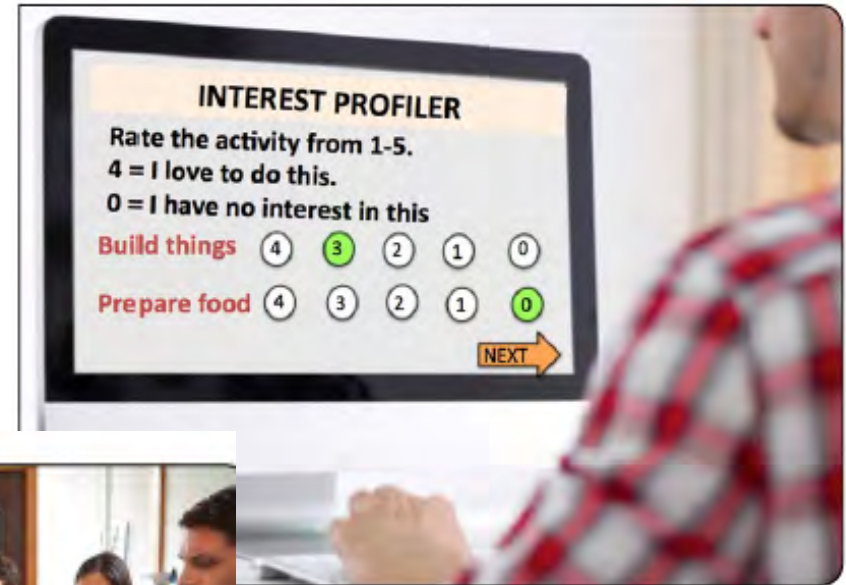 INTEREST PROFILER
Rate the activity from 1-5.
4 = I love to do this.
0 = I have no interest in this
Build things 4 3 2 1 0
Prepare food 4 3 2 1 0
NEXT